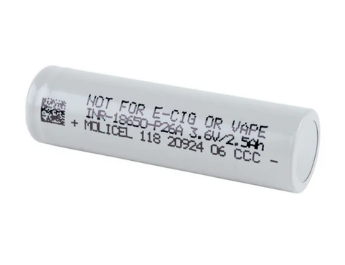 NOT FOR E-CIG OR VAPE
INR-18650-P26A 3.6V/2.5Ah
+ MOLICEL 118 20924 06 CCC -